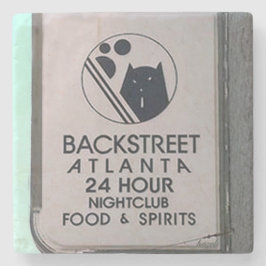 BACKSTREET
ATLANTA
24 HOUR
NIGHTCLUB
FOOD & SPIRITS